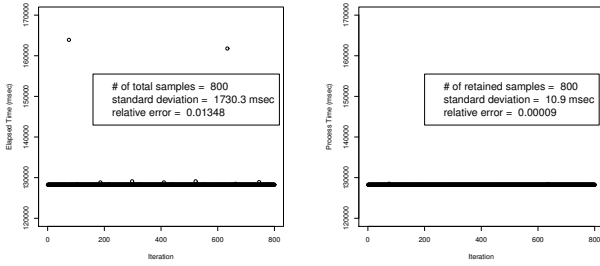 170000
160000
150000
140000
130000
120000
Elapsed Time (msec)
# of total samples = 800
standard deviation = 1730.3 msec
relative error = 0.01348
0 200 400 600 800
Iteration
170000
160000
150000
140000
130000
120000
Process Time (msec)
# of retained samples = 800
standard deviation = 10.9 msec
relative error = 0.00009
0 200 400 600 800
Iteration